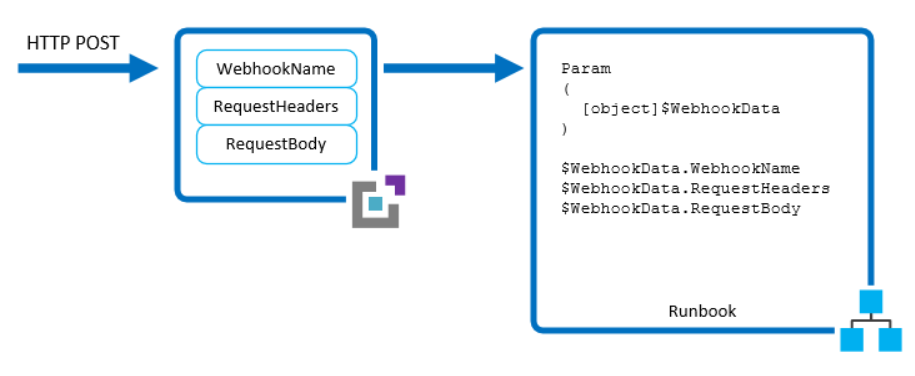 HTTP POST
WebhookName
RequestHeaders
RequestBody
Param
(
[object]$WebhookData
)
$WebhookData.WebhookName
$WebhookData.RequestHeaders
$WebhookData.RequestBody
Runbook